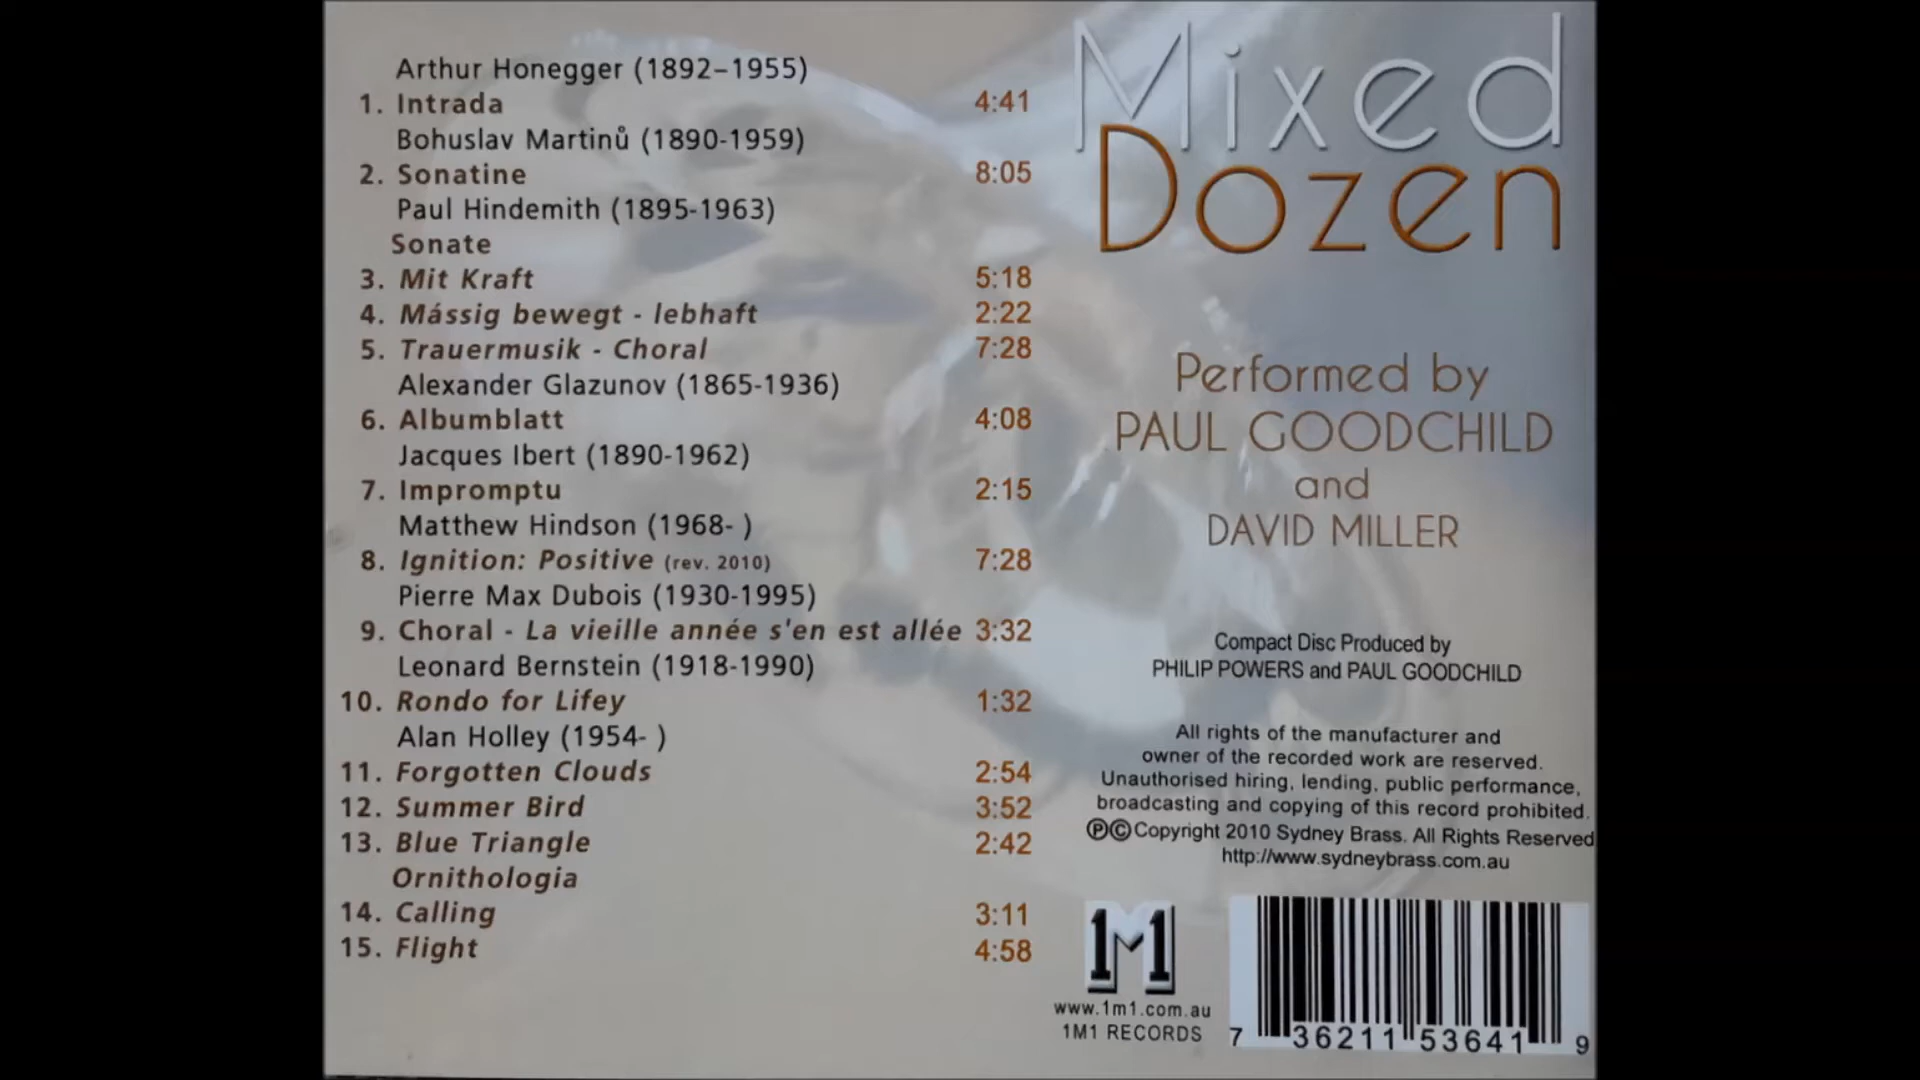 Arthur Honegger (1892–1955)
1. Intrada 4:41
Bohuslav Martinů (1890-1959)
2. Sonatine 8:05
Paul Hindemith (1895-1963)
Sonate
3. Mit Kraft 5:18
4. Mássig bewegt - lebhaft 2:22
5. Trauermusik - Choral 7:28
Alexander Glazunov (1865-1936)
6. Albumblatt 4:08
Jacques Ibert (1890-1962)
7. Impromptu 2:15
Matthew Hindson (1968- )
8. Ignition: Positive (rev. 2010) 7:28
Pierre Max Dubois (1930-1995)
9. Choral - La vieille année s'en est allée 3:32
Leonard Bernstein (1918-1990)
10. Rondo for Lifey 1:32
Alan Holley (1954- )
11. Forgotten Clouds 2:54
12. Summer Bird 3:52
13. Blue Triangle 2:42
Ornithologia
14. Calling 3:11
15. Flight 4:58
Mixed
Dozen
Performed by
PAUL GOODCHILD
and
DAVID MILLER
Compact Disc Produced by
PHILIP POWERS and PAUL GOODCHILD
All rights of the manufacturer and
owner of the recorded work are reserved.
Unauthorised hiring, lending, public performance,
broadcasting and copying of this record prohibited.
ⓅⒸCopyright 2010 Sydney Brass. All Rights Reserved
http://www.sydneybrass.com.au
1M1
www.1m1.com.au
1M1 RECORDS
7 36211 53641 9